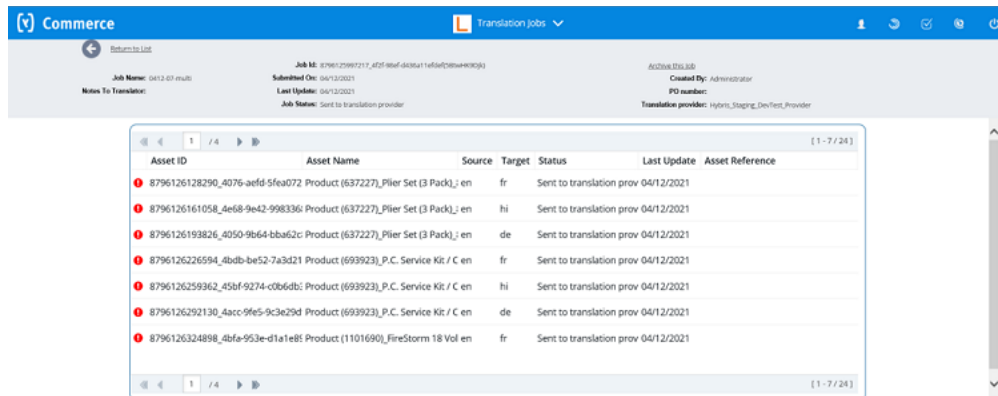 (Y) Commerce
L Translation Jobs
Return to List
Job Id: Archive this job
Job Name: 0412-07-multi Submitted On: 04/12/2021 Created By: Administrator
Notes To Translator: Last Update: 04/12/2021 PO number:
Job Status: Sent to translation provider Translation provider: Hybris_Staging_DevTest_Provider
1 / 4 [ 1 - 7 / 24 ]
Asset ID Asset Name Source Target Status Last Update Asset Reference
8796126128290_4076-aefd-5fea072 Product (637227)_Plier Set (3 Pack)_ en fr Sent to translation prov 04/12/2021
8796126161058_4e68-9e42-998336 Product (637227)_Plier Set (3 Pack)_ en hi Sent to translation prov 04/12/2021
8796126193826_4050-9b64-bba62c Product (637227)_Plier Set (3 Pack)_ en de Sent to translation prov 04/12/2021
8796126226594_4bdb-be52-7a3d21 Product (693923)_P.C. Service Kit / C en fr Sent to translation prov 04/12/2021
8796126259362_45bf-9274-c0b6db Product (693923)_P.C. Service Kit / C en hi Sent to translation prov 04/12/2021
8796126292130_4acc-9fe5-9c3e29d Product (693923)_P.C. Service Kit / C en de Sent to translation prov 04/12/2021
8796126324898_4bfa-953e-d1a1e8 Product (1101690)_FireStorm 18 Vol en fr Sent to translation prov 04/12/2021
1 / 4 [ 1 - 7 / 24 ]